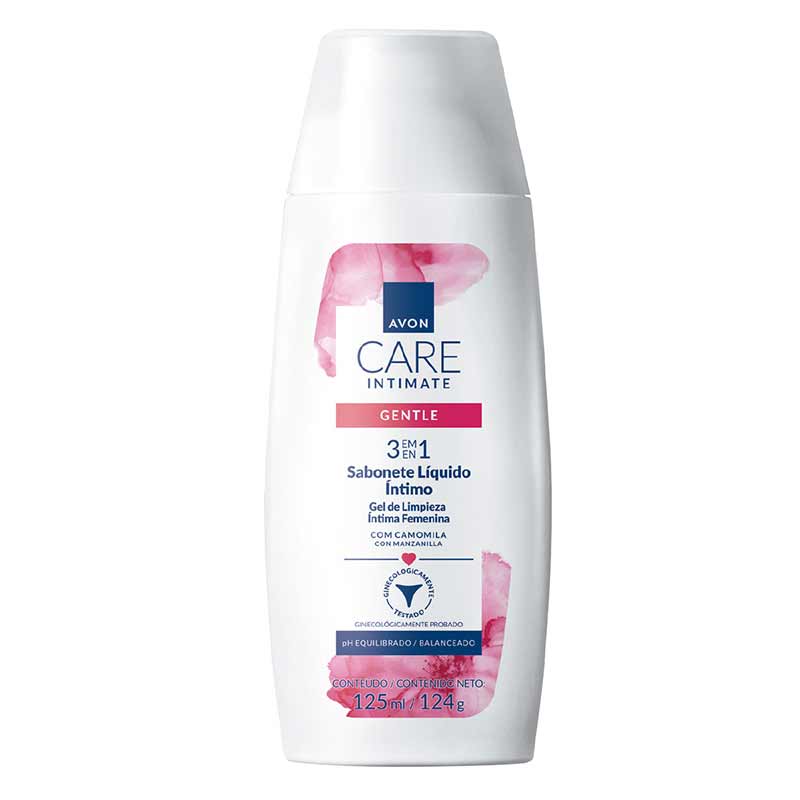 AVON
CARE
INTIMATE
GENTLE
3 EM EN 1
Sabonete Líquido
Íntimo
Gel de Limpieza
Íntima Femenina
COM CAMOMILA
CON MANZANILLA
GINECOLOGICAMENTE
TESTADO
GINECOLÓGICAMENTE PROBADO
pH EQUILIBRADO / BALANCEADO
CONTEÚDO / CONTENIDO NETO:
125 ml / 124 g